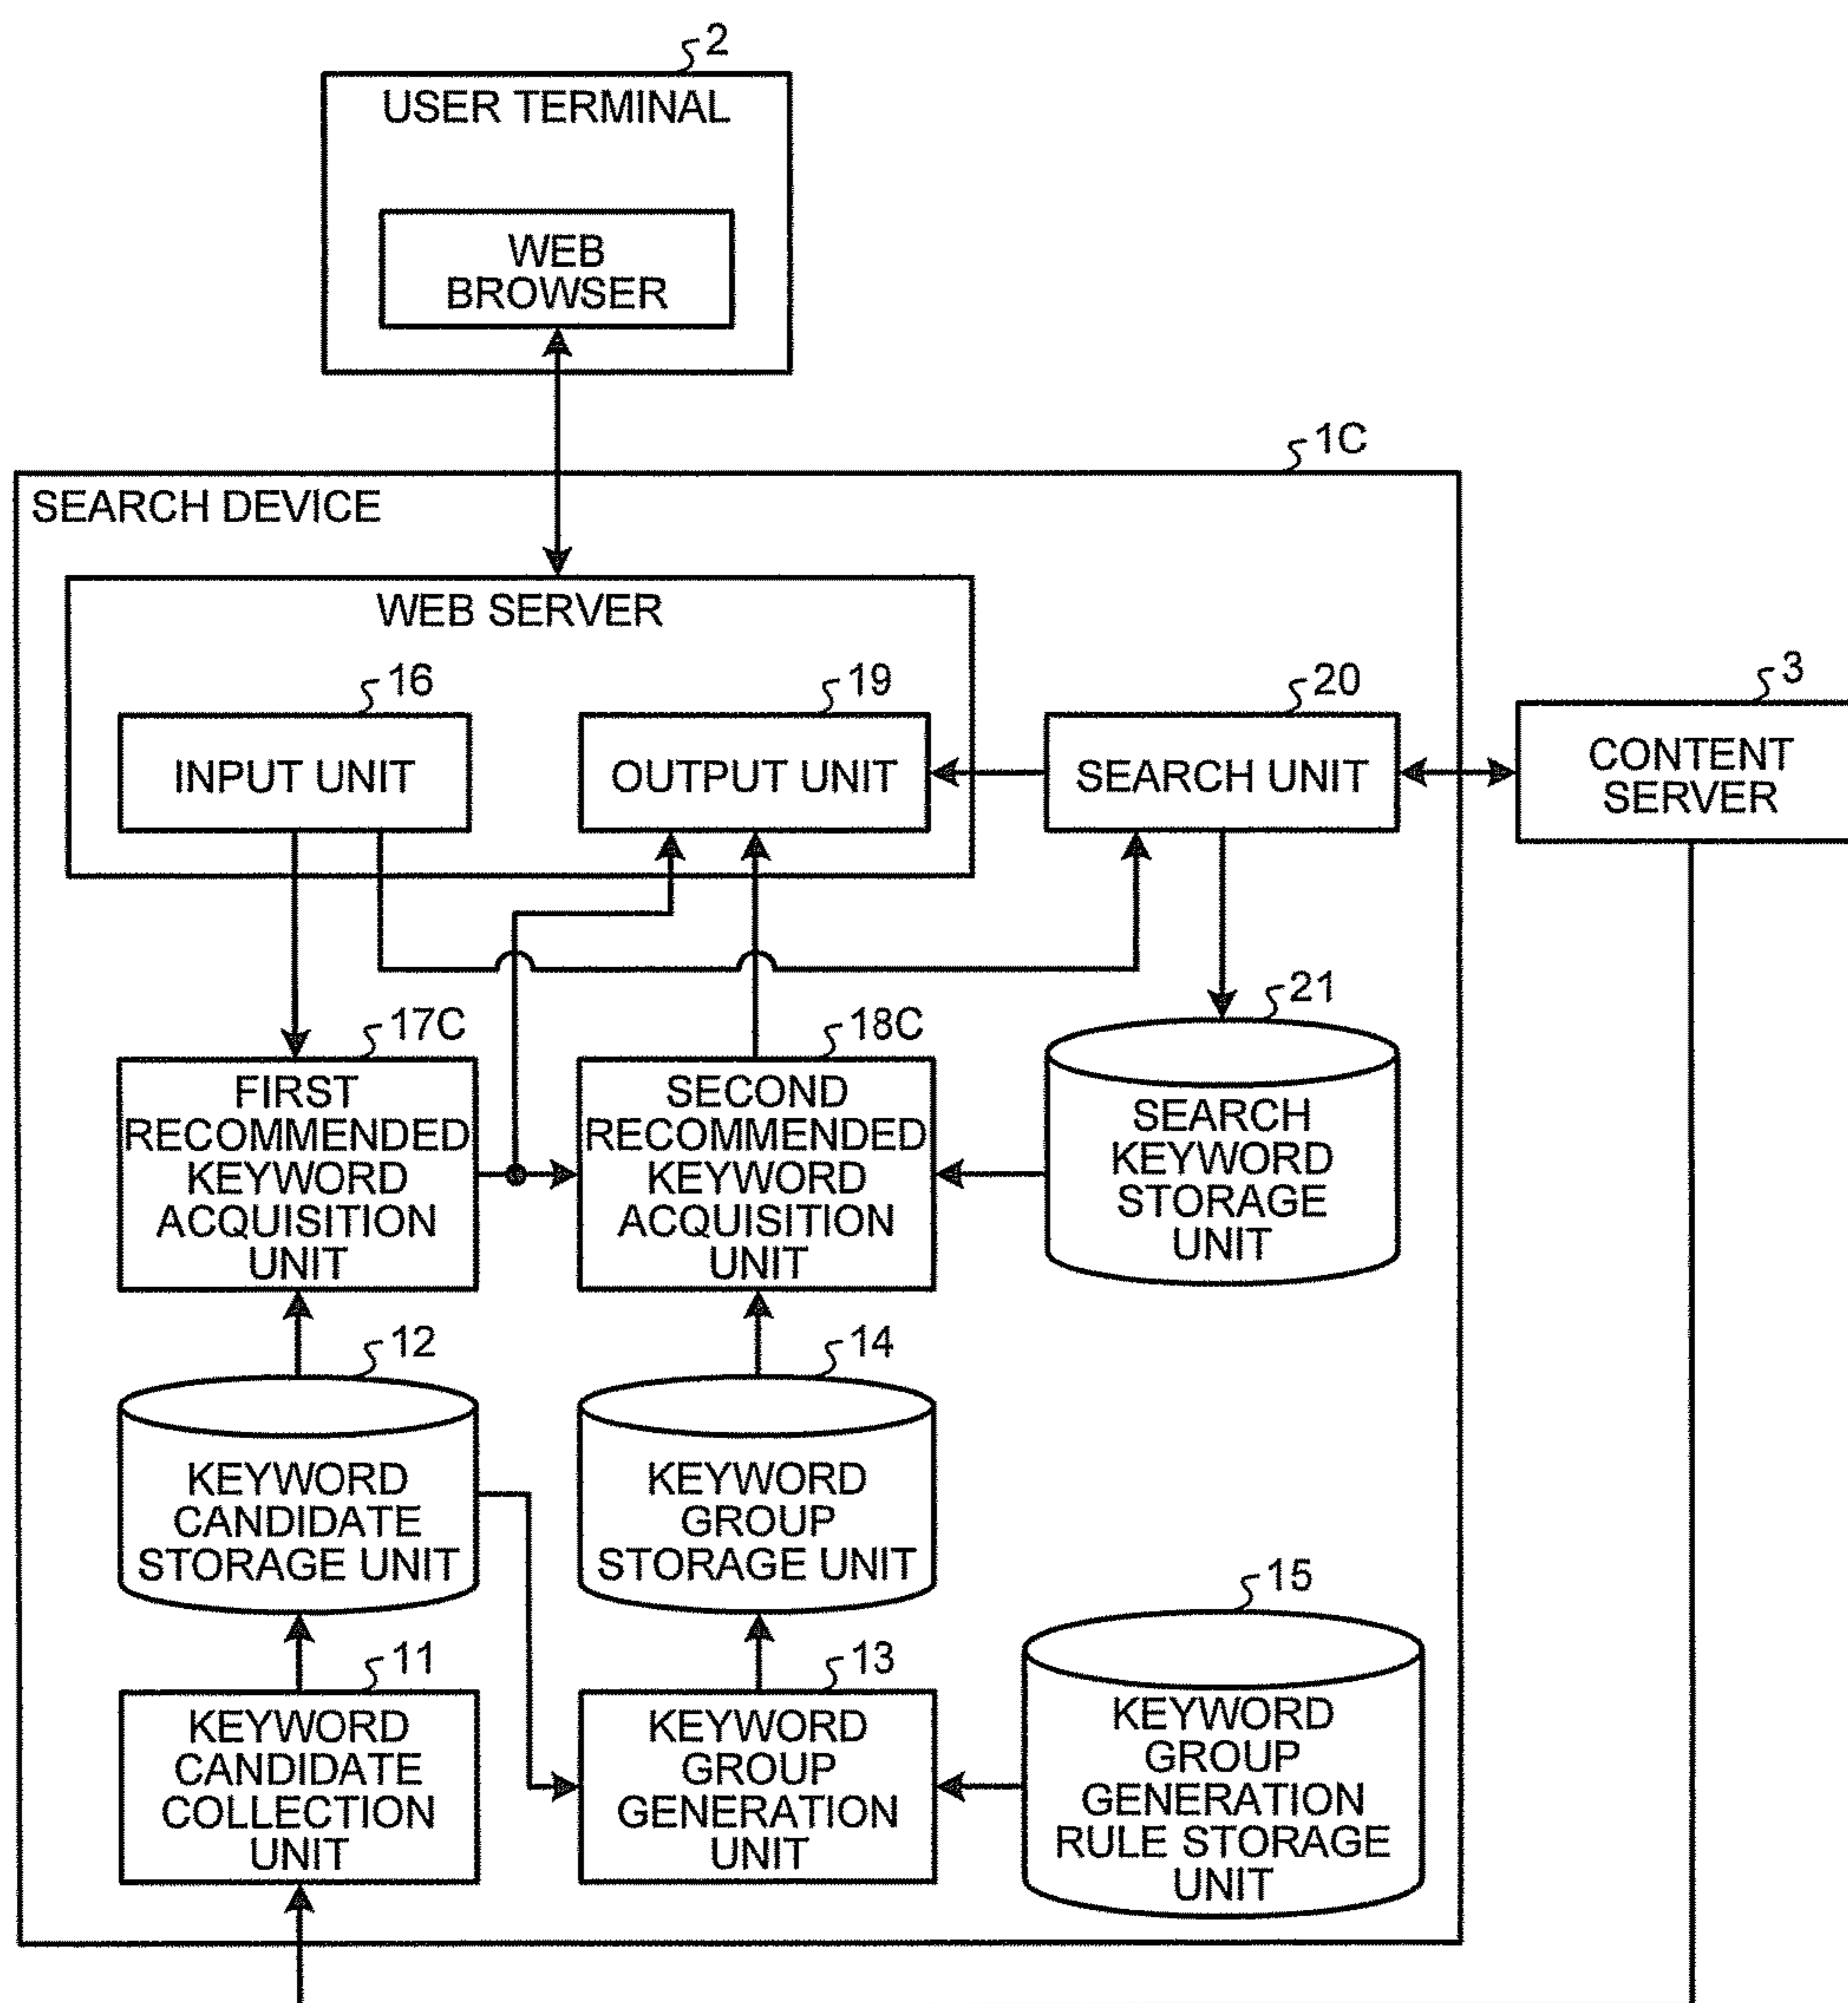 2
USER TERMINAL
WEB
BROWSER
1C
SEARCH DEVICE
WEB SERVER
16
INPUT UNIT
19
OUTPUT UNIT
20
SEARCH UNIT
3
CONTENT
SERVER
17C
FIRST
RECOMMENDED
KEYWORD
ACQUISITION
UNIT
18C
SECOND
RECOMMENDED
KEYWORD
ACQUISITION
UNIT
21
SEARCH
KEYWORD
STORAGE
UNIT
12
KEYWORD
CANDIDATE
STORAGE UNIT
14
KEYWORD
GROUP
STORAGE UNIT
11
KEYWORD
CANDIDATE
COLLECTION
UNIT
13
KEYWORD
GROUP
GENERATION
UNIT
15
KEYWORD
GROUP
GENERATION
RULE STORAGE
UNIT